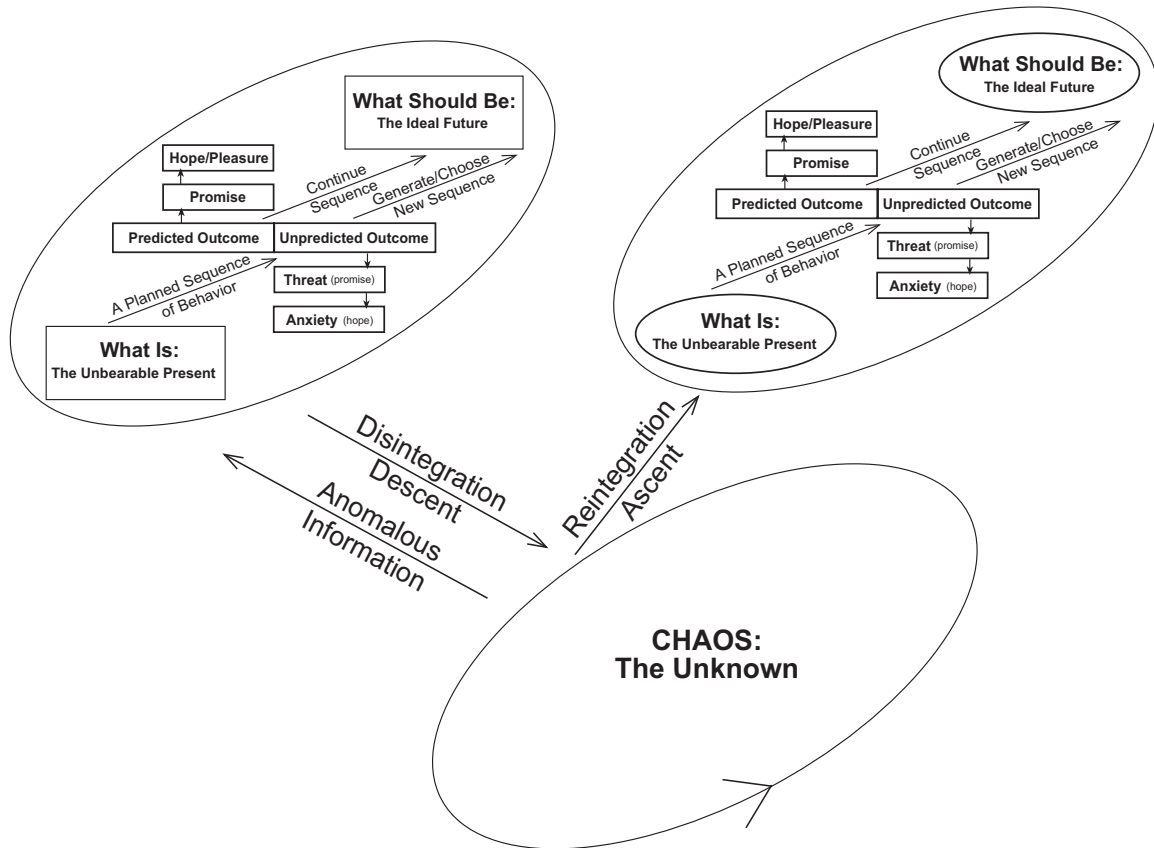 What Should Be:
The Ideal Future
Hope/Pleasure
Promise
Continue
Sequence
Generate/Choose
New Sequence
Predicted Outcome
Unpredicted Outcome
A Planned Sequence
of Behavior
Threat (promise)
Anxiety (hope)
What Is:
The Unbearable Present
What Should Be:
The Ideal Future
Hope/Pleasure
Promise
Continue
Sequence
Generate/Choose
New Sequence
Predicted Outcome
Unpredicted Outcome
A Planned Sequence
of Behavior
Threat (promise)
Anxiety (hope)
What Is:
The Unbearable Present
Disintegration
Descent
Anomalous
Information
Reintegration
Ascent
CHAOS:
The Unknown